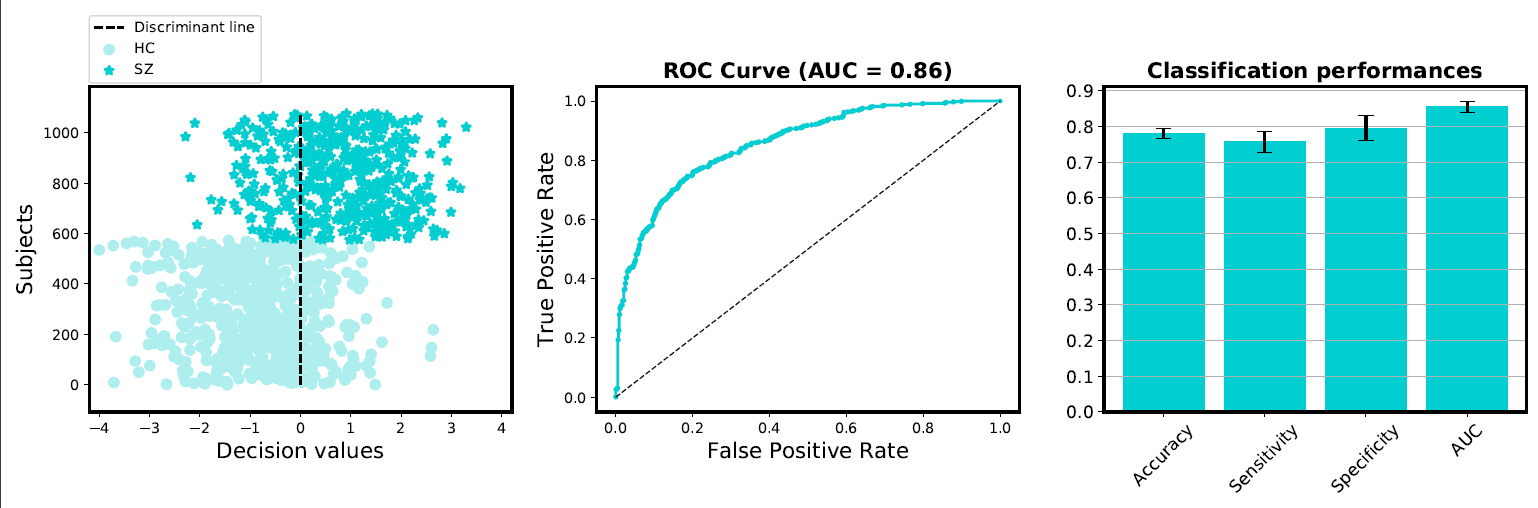 Discriminant line
HC
SZ
1000
800
600
400
200
0
Subjects
−4 −3 −2 −1 0 1 2 3 4
Decision values
ROC Curve (AUC = 0.86)
1.0
0.8
0.6
0.4
0.2
0.0
True Positive Rate
0.0 0.2 0.4 0.6 0.8 1.0
False Positive Rate
Classification performances
0.9
0.8
0.7
0.6
0.5
0.4
0.3
0.2
0.1
0.0
Accuracy
Sensitivity
Specificity
AUC